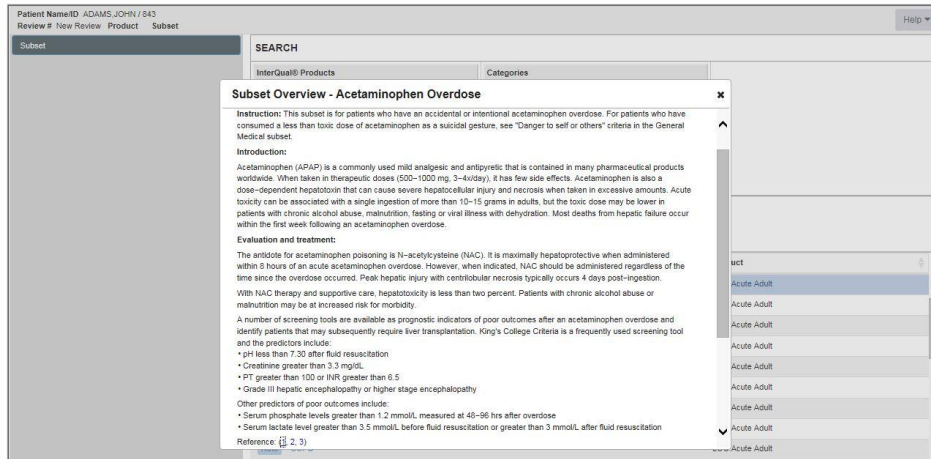 Patient Name/ID ADAMS,JOHN / 843
Review # New Review Product Subset
Help
Subset
SEARCH
InterQual® Products
Categories
Subset Overview - Acetaminophen Overdose
Instruction: This subset is for patients who have an accidental or intentional acetaminophen overdose. For patients who have
consumed a less than toxic dose of acetaminophen as a suicidal gesture, see "Danger to self or others" criteria in the General
Medical subset.
Introduction:
Acetaminophen (APAP) is a commonly used mild analgesic and antipyretic that is contained in many pharmaceutical products
worldwide. When taken in therapeutic doses (500-1000 mg, 3-4x/day), it has few side effects. Acetaminophen is also a
dose-dependent hepatotoxin that can cause severe hepatocellular injury and necrosis when taken in excessive amounts. Acute
toxicity can be associated with a single ingestion of more than 10-15 grams in adults, but the toxic dose may be lower in
patients with chronic alcohol abuse, malnutrition, fasting or viral illness with dehydration. Most deaths from hepatic failure occur
within the first week following an acetaminophen overdose.
Evaluation and treatment:
The antidote for acetaminophen poisoning is N-acetylcysteine (NAC). It is maximally hepatoprotective when administered
within 8 hours of an acute acetaminophen overdose. However, when indicated, NAC should be administered regardless of the
time since the overdose occurred. Peak hepatic injury with centrilobular necrosis typically occurs 4 days post-ingestion.
With NAC therapy and supportive care, hepatotoxicity is less than two percent. Patients with chronic alcohol abuse or
malnutrition may be at increased risk for morbidity.
A number of screening tools are available as prognostic indicators of poor outcomes after an acetaminophen overdose and
identify patients that may subsequently require liver transplantation. King's College Criteria is a frequently used screening tool
and the predictors include:
• pH less than 7.30 after fluid resuscitation
• Creatinine greater than 3.3 mg/dL
• PT greater than 100 or INR greater than 6.5
• Grade III hepatic encephalopathy or higher stage encephalopathy
Other predictors of poor outcomes include:
• Serum phosphate levels greater than 1.2 mmol/L measured at 48-96 hrs after overdose
• Serum lactate level greater than 3.5 mmol/L before fluid resuscitation or greater than 3 mmol/L after fluid resuscitation
Reference: (1, 2, 3)
uct
Acute Adult
Acute Adult
Acute Adult
Acute Adult
Acute Adult
Acute Adult
Acute Adult
Acute Adult
Acute Adult